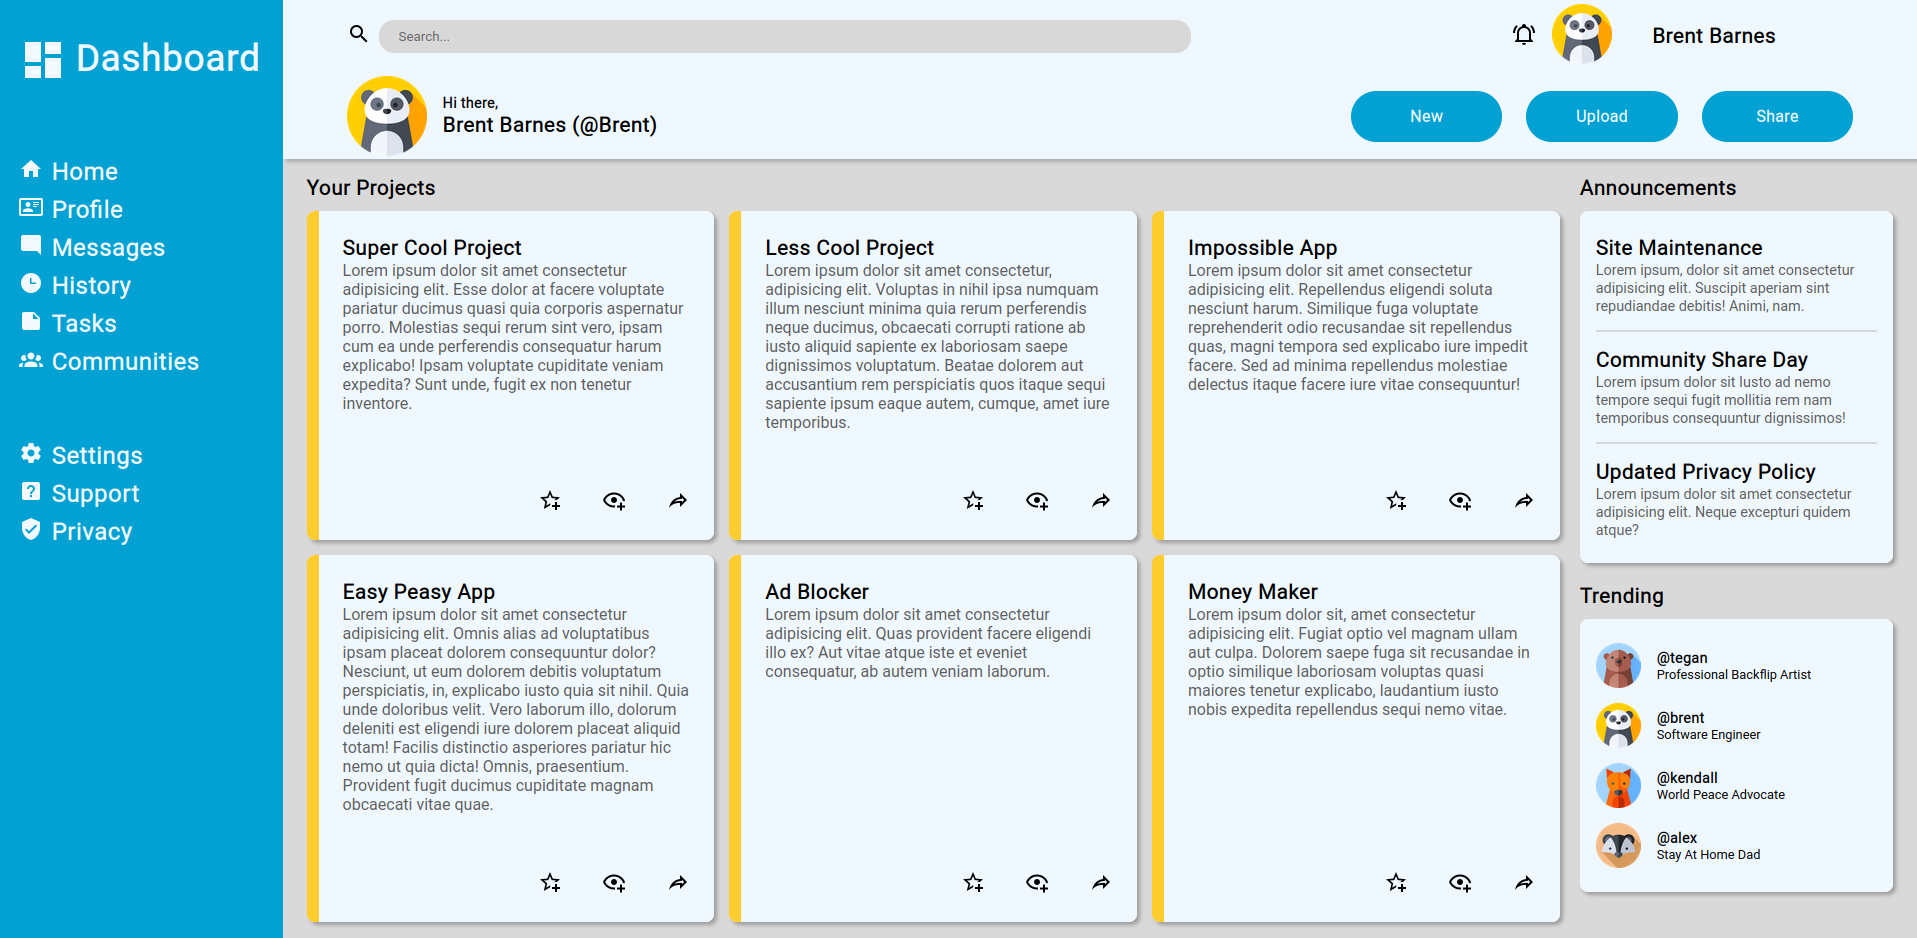 Dashboard
Home
Profile
Messages
History
Tasks
Communities
Settings
Support
Privacy
Search...
Brent Barnes
Hi there,
Brent Barnes (@Brent)
New
Upload
Share
Your Projects
Super Cool Project
Lorem ipsum dolor sit amet consectetur
adipisicing elit. Esse dolor at facere voluptate
pariatur ducimus quasi quia corporis aspernatur
porro. Molestias sequi rerum sint vero, ipsam
cum ea unde perferendis consequatur harum
explicabo! Ipsam voluptate cupiditate veniam
expedita? Sunt unde, fugit ex non tenetur
inventore.
Less Cool Project
Lorem ipsum dolor sit amet consectetur,
adipisicing elit. Voluptas in nihil ipsa numquam
illum nesciunt minima quia rerum perferendis
neque ducimus, obcaecati corrupti ratione ab
iusto aliquid sapiente ex laboriosam saepe
dignissimos voluptatum. Beatae dolorem aut
accusantium rem perspiciatis quos itaque sequi
sapiente ipsum eaque autem, cumque, amet iure
temporibus.
Impossible App
Lorem ipsum dolor sit amet consectetur
adipisicing elit. Repellendus eligendi soluta
nesciunt harum. Similique fuga voluptate
reprehenderit odio recusandae sit repellendus
quas, magni tempora sed explicabo iure impedit
facere. Sed ad minima repellendus molestiae
delectus itaque facere iure vitae consequuntur!
Easy Peasy App
Lorem ipsum dolor sit amet consectetur
adipisicing elit. Omnis alias ad voluptatibus
ipsam placeat dolorem consequuntur dolor?
Nesciunt, ut eum dolorem debitis voluptatum
perspiciatis, in, explicabo iusto quia sit nihil. Quia
unde doloribus velit. Vero laborum illo, dolorum
deleniti est eligendi iure dolorem placeat aliquid
totam! Facilis distinctio asperiores pariatur hic
nemo ut quia dicta! Omnis, praesentium.
Provident fugit ducimus cupiditate magnam
obcaecati vitae quae.
Ad Blocker
Lorem ipsum dolor sit amet consectetur
adipisicing elit. Quas provident facere eligendi
illo ex? Aut vitae atque iste et eveniet
consequatur, ab autem veniam laborum.
Money Maker
Lorem ipsum dolor sit, amet consectetur
adipisicing elit. Fugiat optio vel magnam ullam
aut culpa. Dolorem saepe fuga sit recusandae in
optio similique laboriosam voluptas quasi
maiores tenetur explicabo, laudantium iusto
nobis expedita repellendus sequi nemo vitae.
Announcements
Site Maintenance
Lorem ipsum, dolor sit amet consectetur
adipisicing elit. Suscipit aperiam sint
repudiandae debitis! Animi, nam.
Community Share Day
Lorem ipsum dolor sit Iusto ad nemo
tempore sequi fugit mollitia rem nam
temporibus consequuntur dignissimos!
Updated Privacy Policy
Lorem ipsum dolor sit amet consectetur
adipisicing elit. Neque excepturi quidem
atque?
Trending
@tegan
Professional Backflip Artist
@brent
Software Engineer
@kendall
World Peace Advocate
@alex
Stay At Home Dad